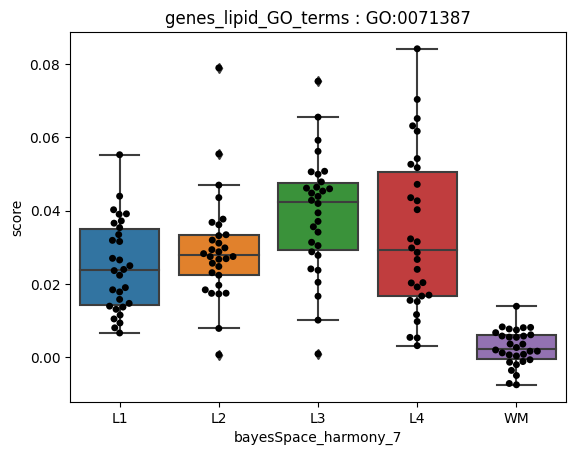 genes_lipid_GO_terms : GO:0071387
score
0.08
0.06
0.04
0.02
0.00
L1 L2 L3 L4 WM
bayesSpace_harmony_7